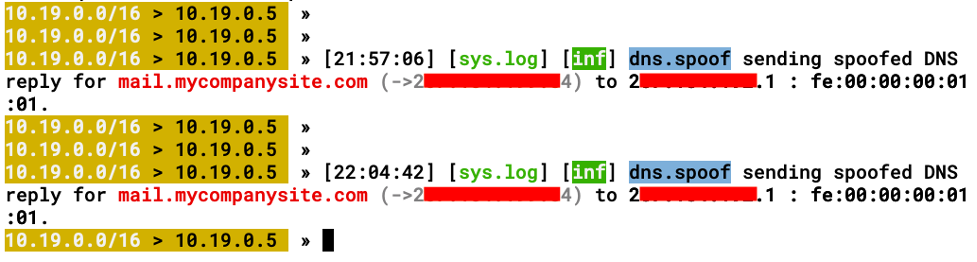 10.19.0.0/16 > 10.19.0.5 »
10.19.0.0/16 > 10.19.0.5 »
10.19.0.0/16 > 10.19.0.5 » [21:57:06] [sys.log] [inf] dns.spoof sending spoofed DNS
reply for mail.mycompanysite.com (->2 4) to 2 .1 : fe:00:00:00:01
:01.
10.19.0.0/16 > 10.19.0.5 »
10.19.0.0/16 > 10.19.0.5 »
10.19.0.0/16 > 10.19.0.5 » [22:04:42] [sys.log] [inf] dns.spoof sending spoofed DNS
reply for mail.mycompanysite.com (->2 4) to 2 .1 : fe:00:00:00:01
:01.
10.19.0.0/16 > 10.19.0.5 »